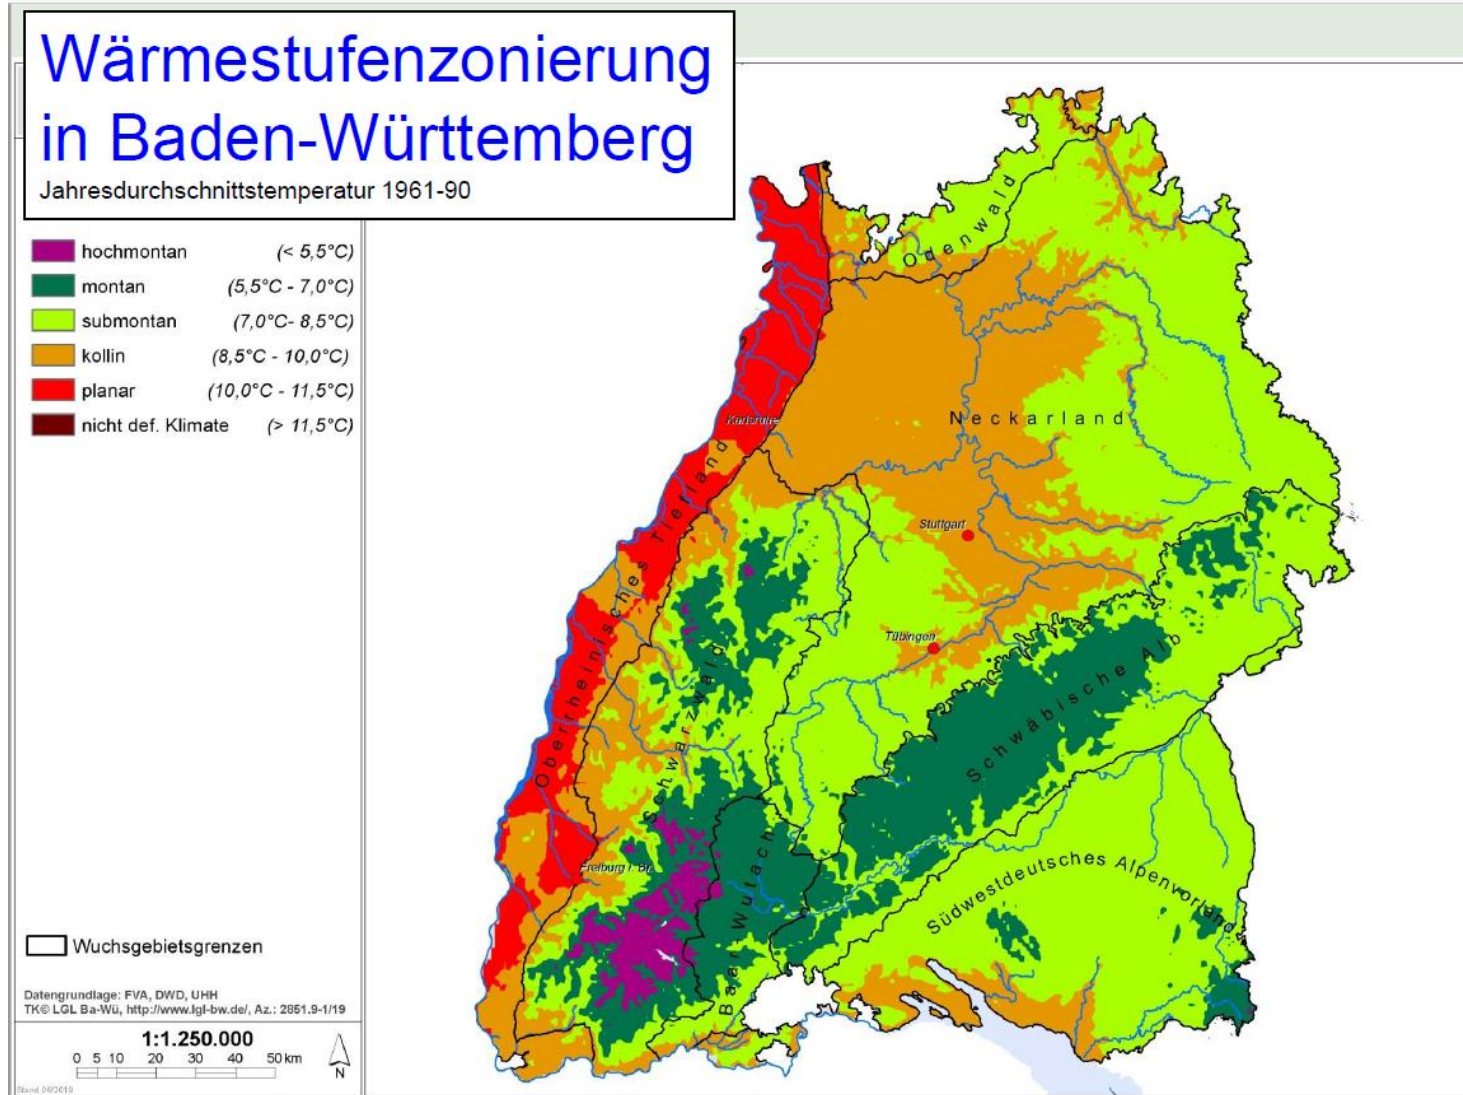 Wärmestufenzonierung
in Baden-Württemberg
Jahresdurchschnittstemperatur 1961-90
hochmontan (< 5,5°C)
montan (5,5°C - 7,0°C)
submontan (7,0°C- 8,5°C)
kollin (8,5°C - 10,0°C)
planar (10,0°C - 11,5°C)
nicht def. Klimate (> 11,5°C)
Odenwald
Neckarland
Karlsruhe
Oberrheinisches Tiefland
Stuttgart
Tübingen
Schwarzwald
Schwäbische Alb
Freiburg i. Br.
Baar-Wutach
Südwestdeutsches Alpenvorland
Wuchsgebietsgrenzen
Datengrundlage: FVA, DWD, UHH
TK© LGL Ba-Wü, http://www.lgl-bw.de/, Az.: 2851.9-1/19
1:1.250.000
0 5 10 20 30 40 50 km
N
Stand 06/2019